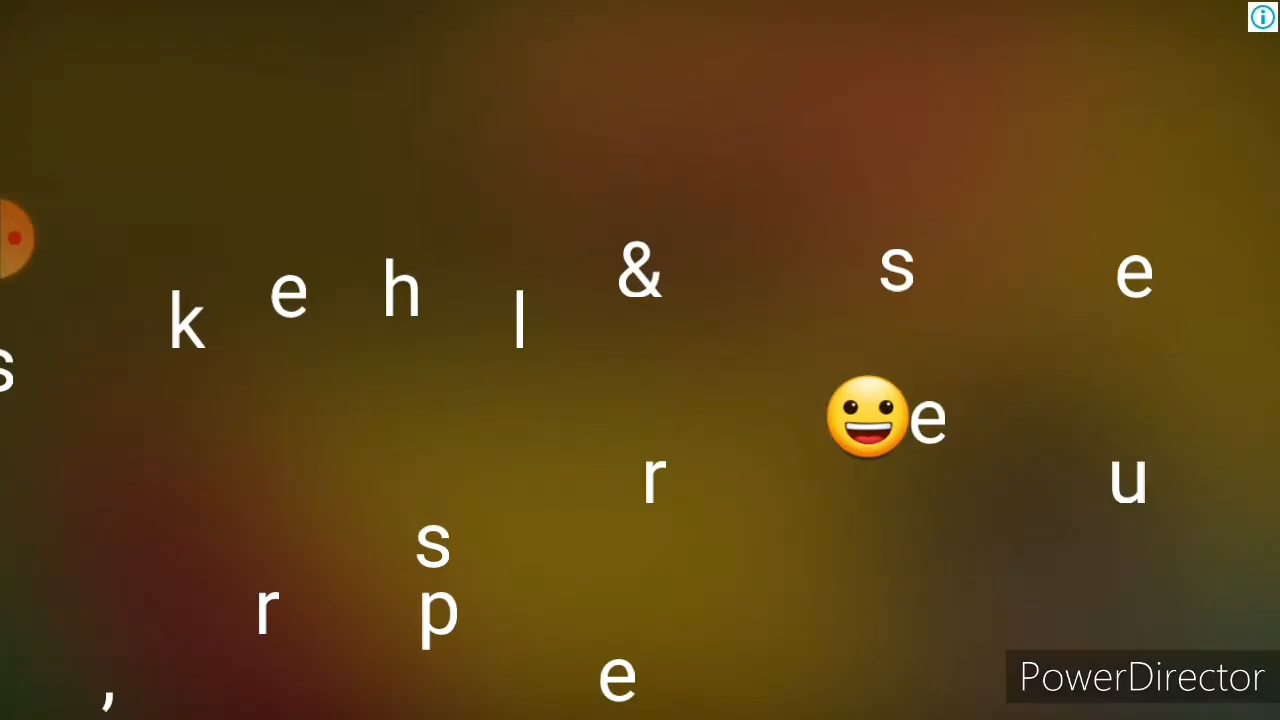 k e h l & s e
s
😀e
r u
s
r p
, e
PowerDirector